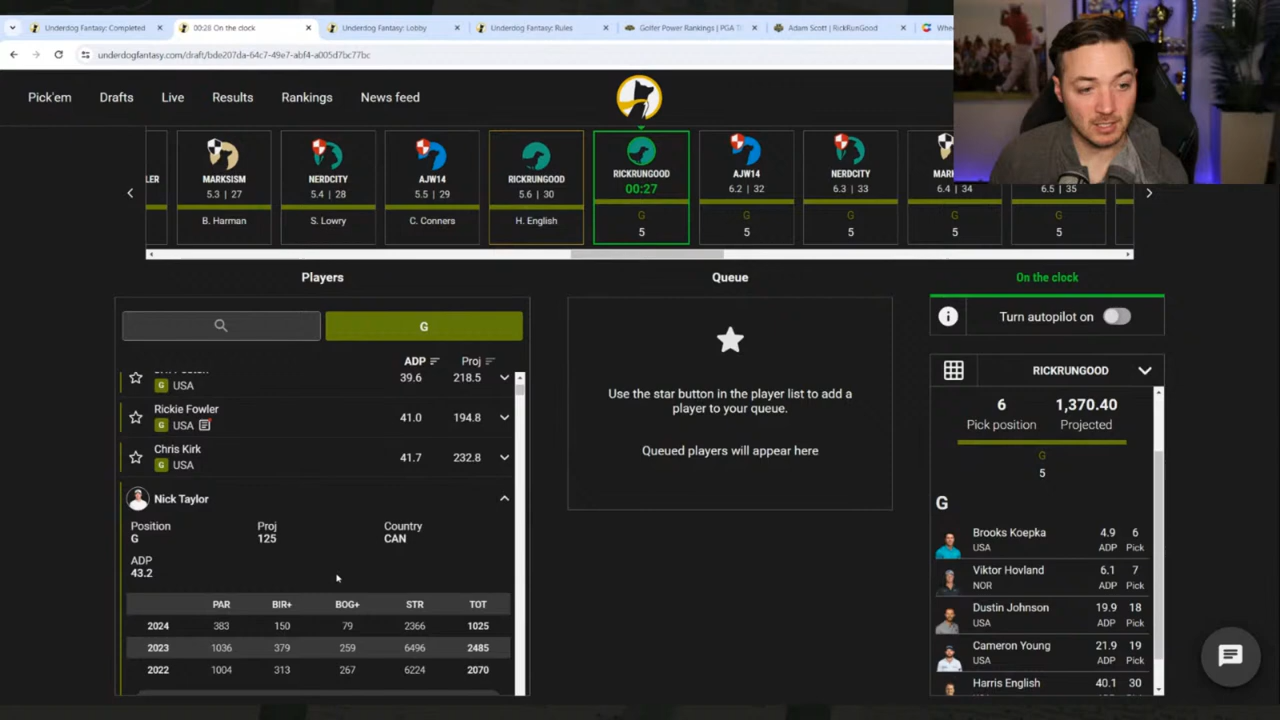 Underdog Fantasy: Completed
00:28 On the clock
Underdog Fantasy: Lobby
Underdog Fantasy: Rules
Golfer Power Rankings | PGA T
Adam Scott | RickRunGood
Whe
underdogfantasy.com/draft/bde207da-64c7-49e7-abf4-a005d7bc77bc
Pick'em
Drafts
Live
Results
Rankings
News feed
LER
MARKSISM
5.3 | 27
B. Harman
NERDCITY
5.4 | 28
S. Lowry
AJW14
5.5 | 29
C. Conners
RICKRUNGOOD
5.6 | 30
H. English
RICKRUNGOOD
00:27
G
5
AJW14
6.2 | 32
G
5
NERDCITY
6.3 | 33
G
5
MA
6.4 | 34
G
5
6.5 | 35
G
5
Players
Queue
On the clock
G
ADP
Proj
39.6
218.5
G USA
Rickie Fowler
G USA
41.0
194.8
Chris Kirk
G USA
41.7
232.8
Nick Taylor
Position
Proj
Country
G
125
CAN
ADP
43.2
PAR BIR+ BOG+ STR TOT
2024 383 150 79 2366 1025
2023 1036 379 259 6496 2485
2022 1004 313 267 6224 2070
Use the star button in the player list to add a
player to your queue.
Queued players will appear here
Turn autopilot on
RICKRUNGOOD
6
1,370.40
Pick position
Projected
G
5
G
Brooks Koepka 4.9 6
USA ADP Pick
Viktor Hovland 6.1 7
NOR ADP Pick
Dustin Johnson 19.9 18
USA ADP Pick
Cameron Young 21.9 19
USA ADP Pick
Harris English 40.1 30